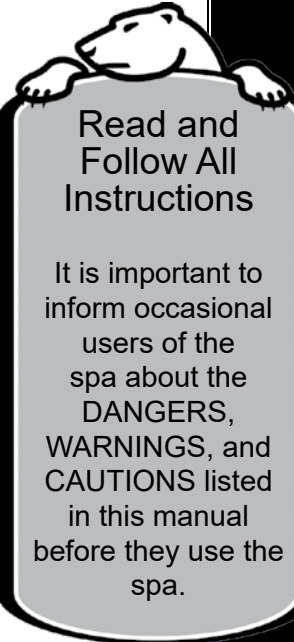 Read and
Follow All
Instructions
It is important to
inform occasional
users of the
spa about the
DANGERS,
WARNINGS, and
CAUTIONS listed
in this manual
before they use the
spa.